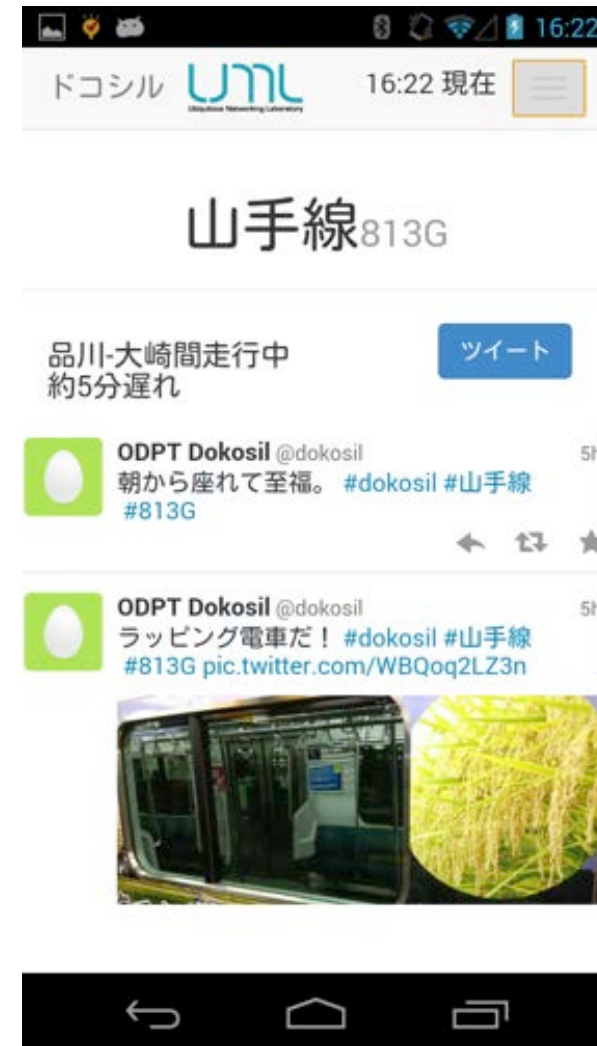 16:22
ドコシル
Ubiquitous Networking Laboratory
16:22 現在
山手線813G
品川-大崎間走行中
約5分遅れ
ツイート
ODPT Dokosil @dokosil 5h
朝から座れて至福。 #dokosil #山手線
#813G
ODPT Dokosil @dokosil 5h
ラッピング電車だ！ #dokosil #山手線
#813G pic.twitter.com/WBQoq2LZ3n